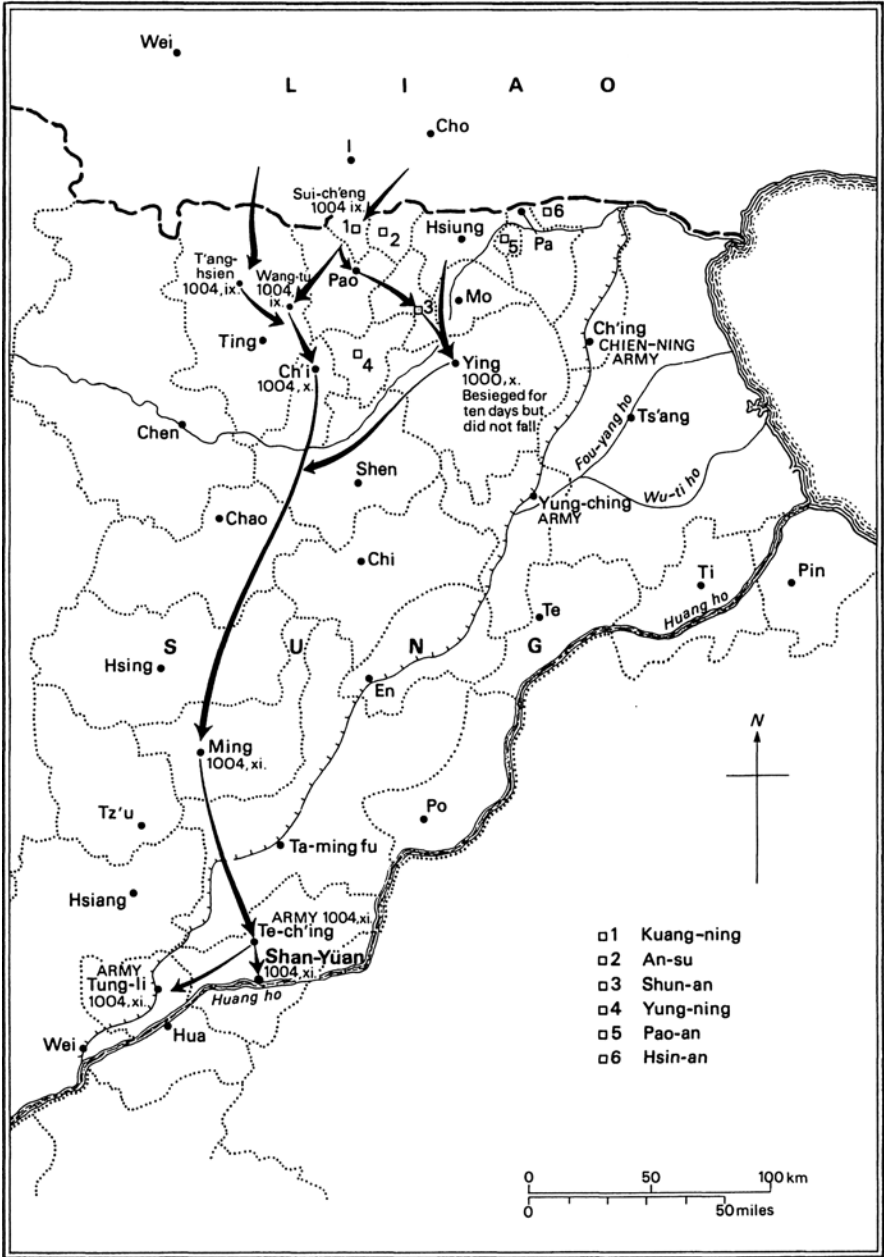 Wei
L I A O
Cho
I
Sui-ch'eng
1004 ix.
1
2
6
Hsiung
5
Pa
T'ang-
hsien
1004, ix.
Wang-tu
1004,
ix.
Pao
3
Mo
Ting
4
Ch'i
1004, x.
Ying
1000, x.
Besieged for
ten days but
did not fall
Ch'ing
CHIEN-NING
ARMY
Chen
Ts'ang
Fou-yang ho
Wu-ti ho
Shen
Yung-ching
ARMY
Chao
Chi
Ti
Pin
Te
Huang ho
S U N G
Hsing
En
N
Ming
1004, xi.
Tz'u
Po
Ta-ming fu
Hsiang
ARMY 1004, xi.
Te-ch'ing
Shan-Yüan
1004, xi.
ARMY
Tung-li
1004, xi.
Huang ho
Hua
Wei
1 Kuang-ning
2 An-su
3 Shun-an
4 Yung-ning
5 Pao-an
6 Hsin-an
0 50 100 km
0 50 miles